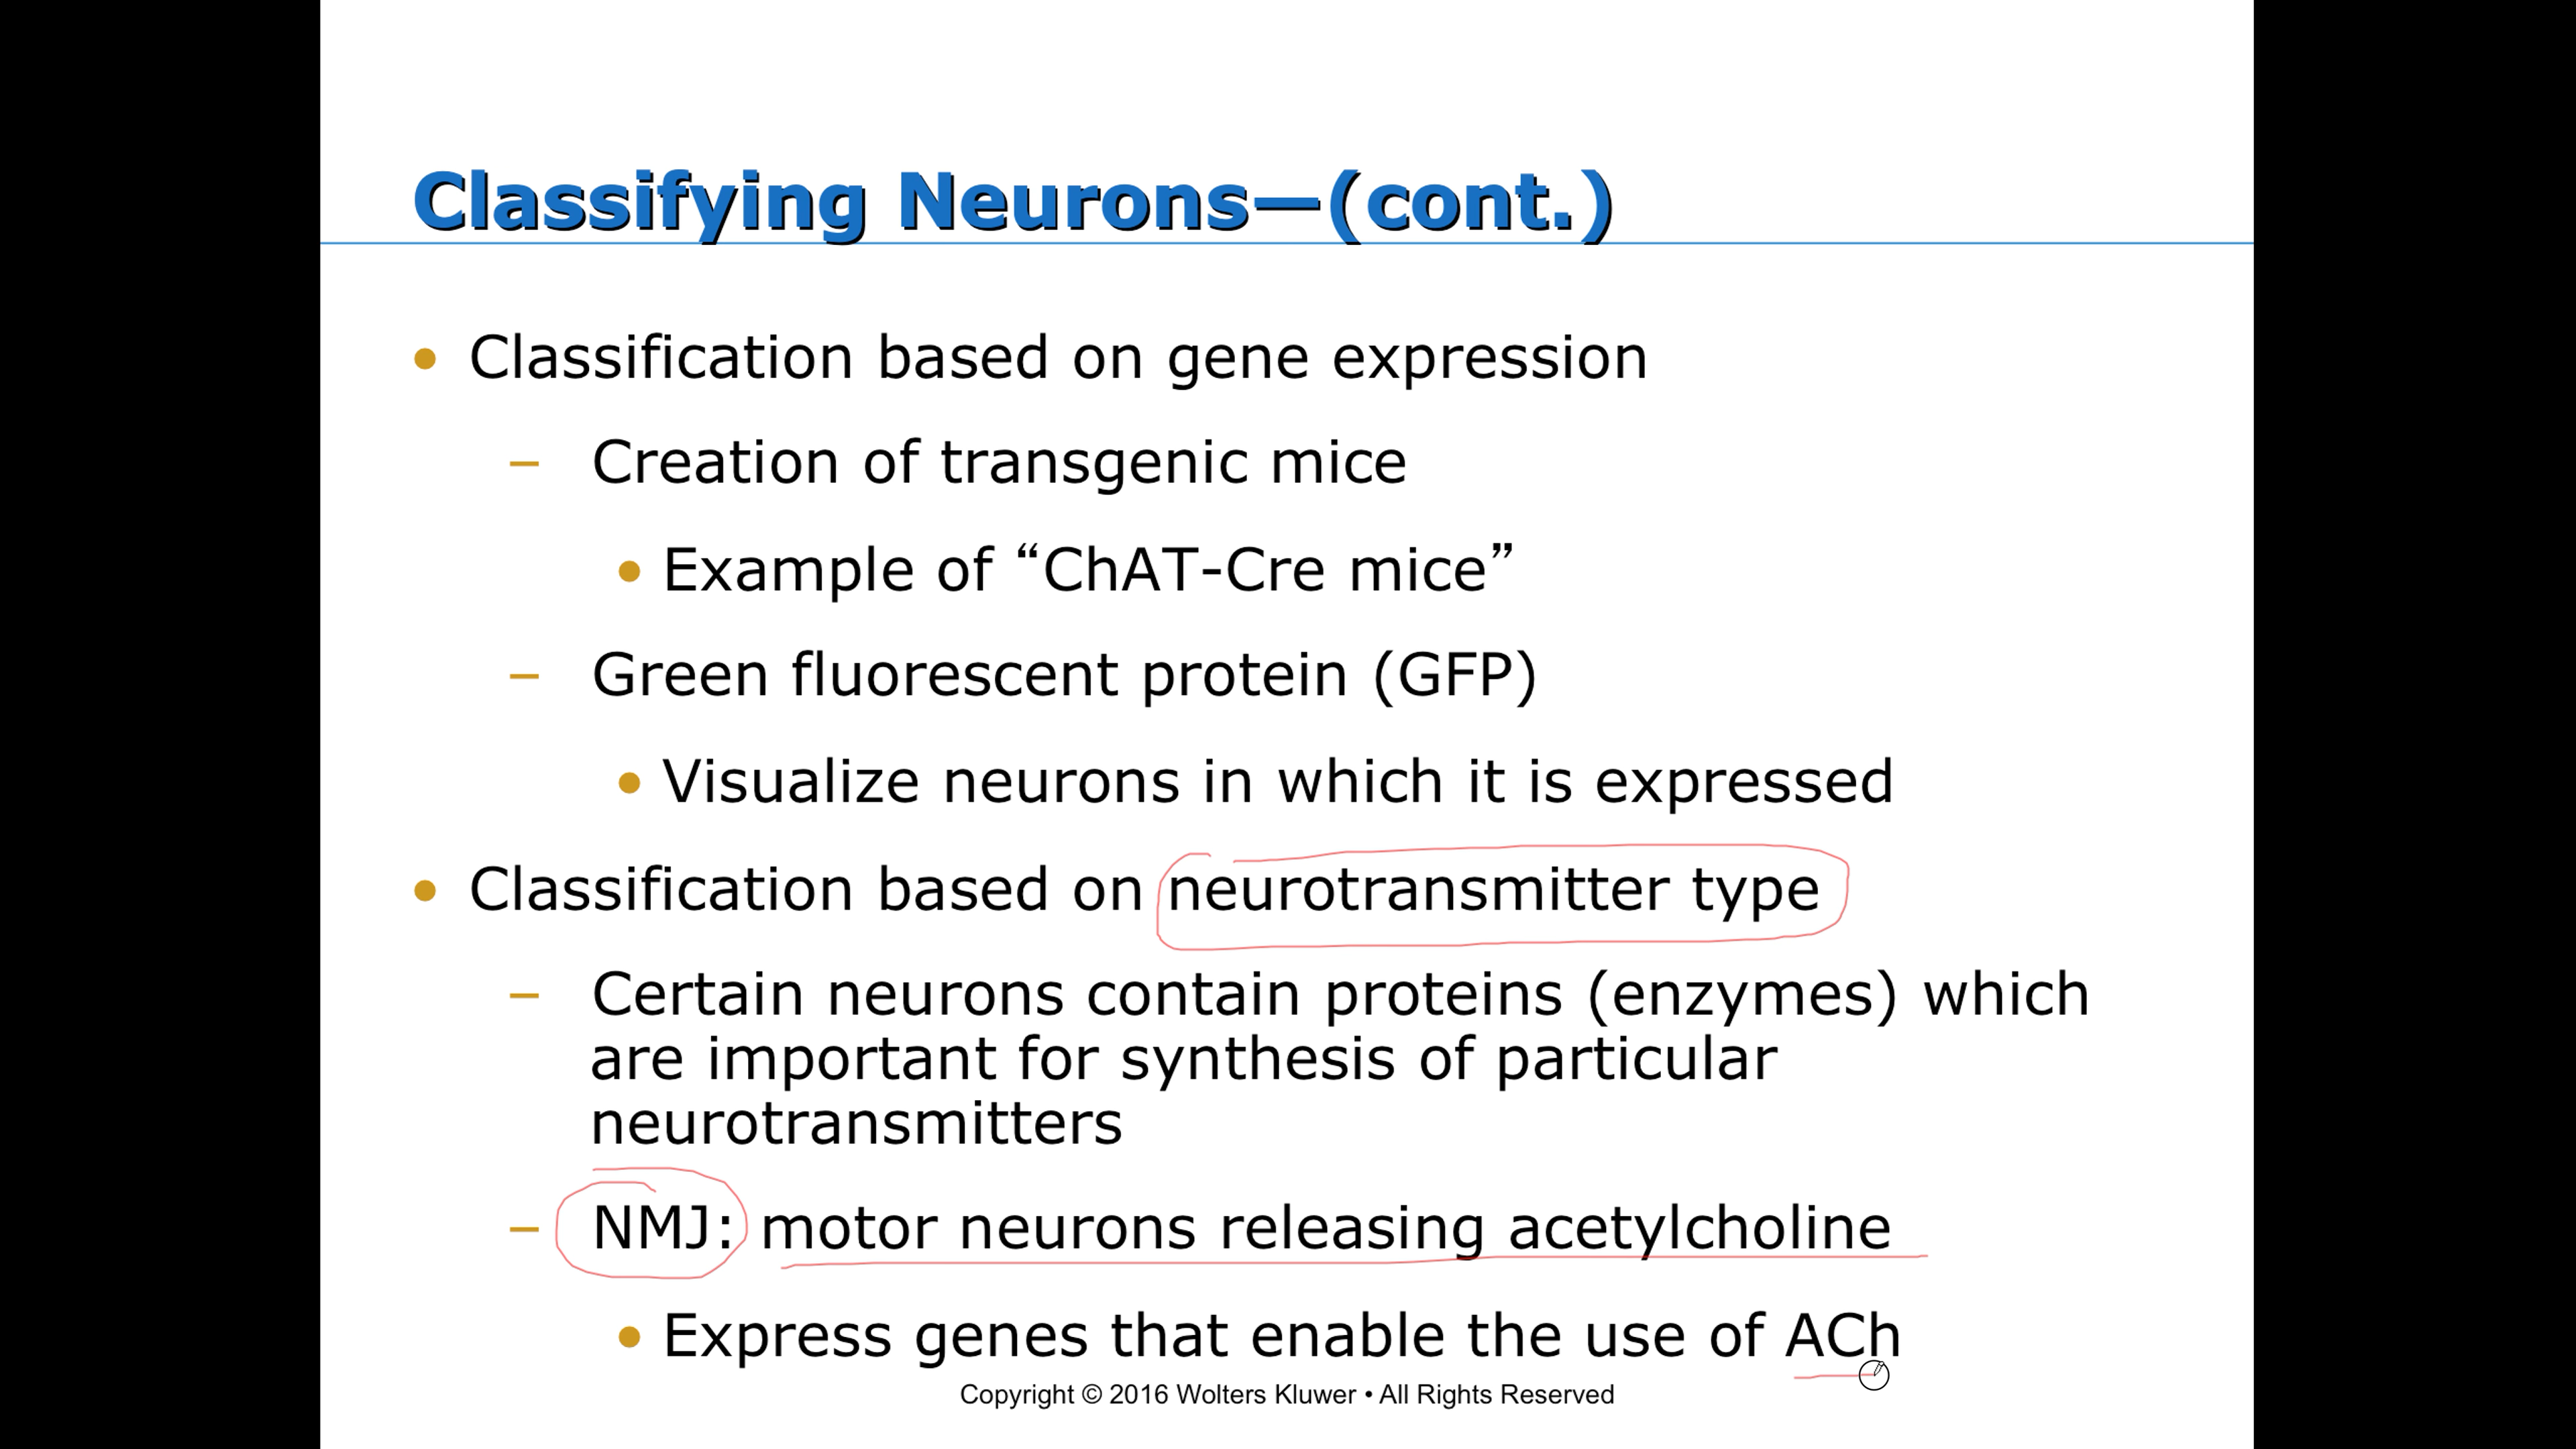 Classifying Neurons—(cont.)
• Classification based on gene expression
– Creation of transgenic mice
• Example of “ChAT-Cre mice”
– Green fluorescent protein (GFP)
• Visualize neurons in which it is expressed
• Classification based on neurotransmitter type
– Certain neurons contain proteins (enzymes) which
are important for synthesis of particular
neurotransmitters
– NMJ: motor neurons releasing acetylcholine
• Express genes that enable the use of ACh
Copyright © 2016 Wolters Kluwer • All Rights Reserved